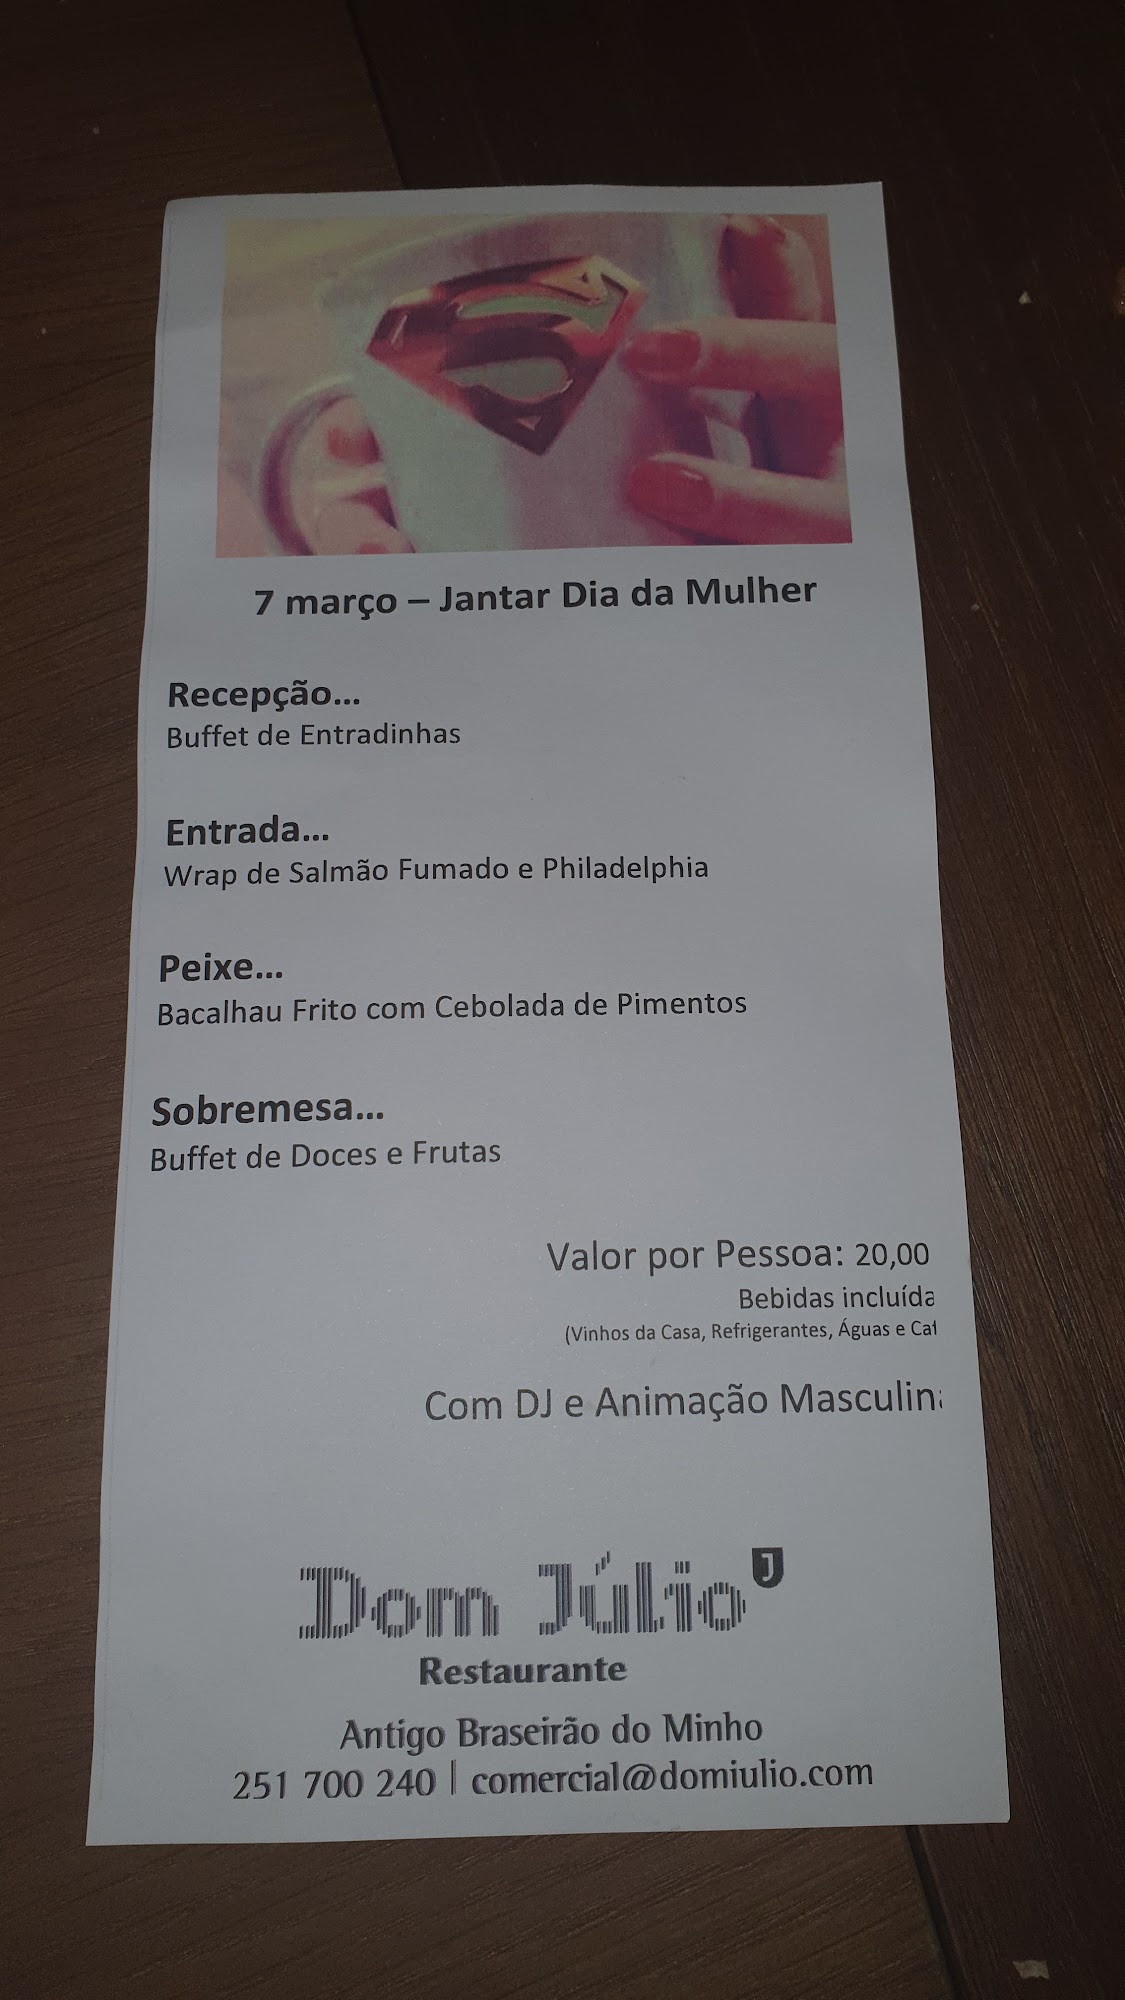 7 março – Jantar Dia da Mulher
Recepção...
Buffet de Entradinhas
Entrada...
Wrap de Salmão Fumado e Philadelphia
Peixe...
Bacalhau Frito com Cebolada de Pimentos
Sobremesa...
Buffet de Doces e Frutas
Valor por Pessoa: 20,00
Bebidas incluída
(Vinhos da Casa, Refrigerantes, Águas e Caf
Com DJ e Animação Masculina
Dom Júlio J
Restaurante
Antigo Braseirão do Minho
251 700 240 | comercial@domiulio.com